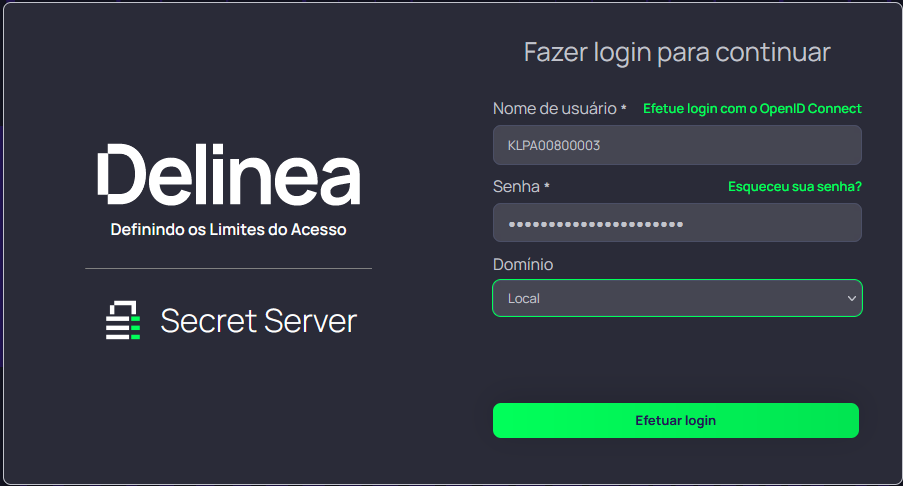 Delinea
Definindo os Limites do Acesso
Secret Server
Fazer login para continuar
Nome de usuário * Efetue login com o OpenID Connect
KLPA00800003
Senha * Esqueceu sua senha?
••••••••••••••••••••••
Domínio
Local
Efetuar login